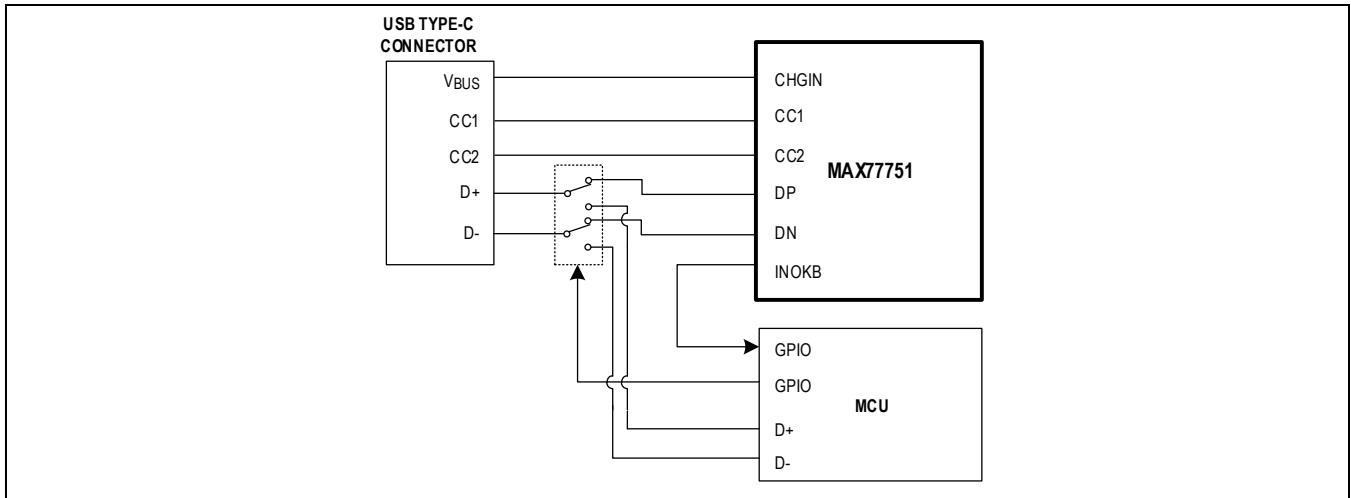 USB TYPE-C
CONNECTOR
VBUS
CC1
CC2
D+
D-
CHGIN
CC1
CC2
MAX77751
DP
DN
INOKB
GPIO
GPIO
MCU
D+
D-